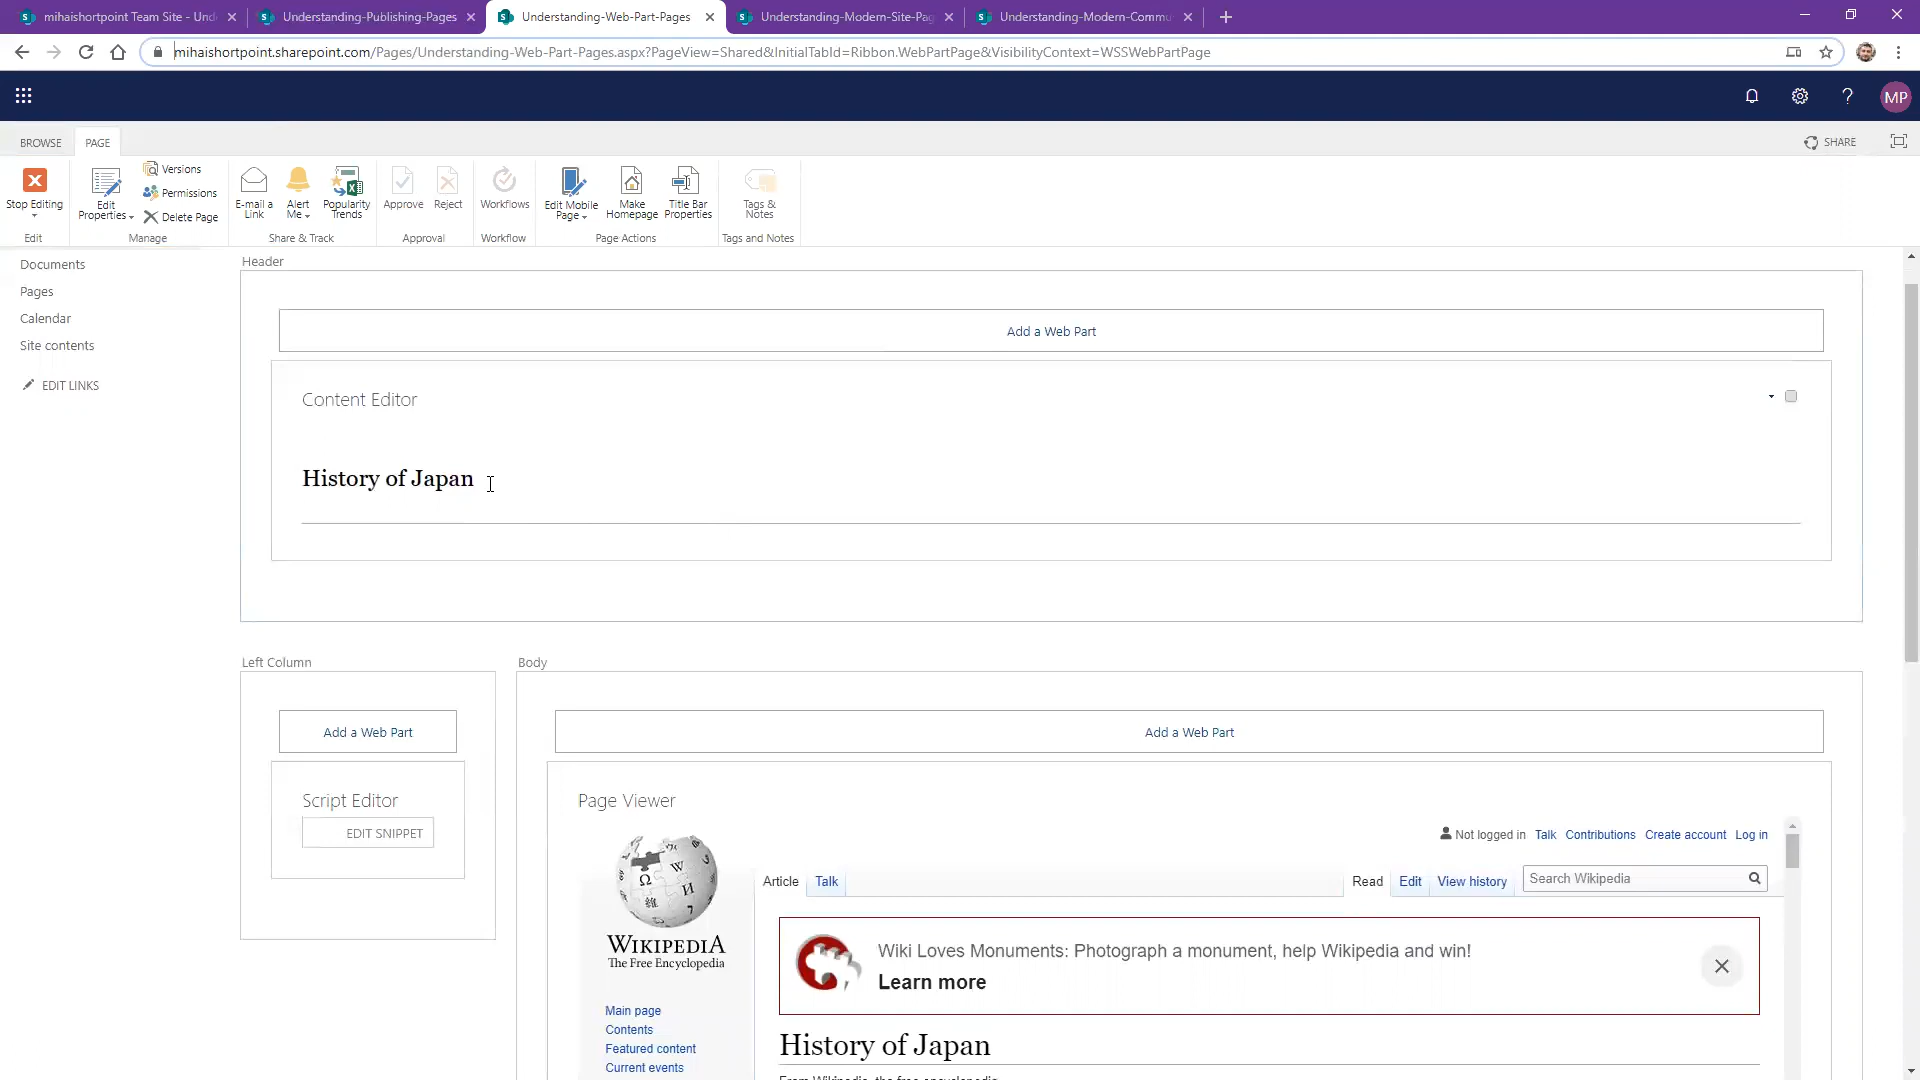 mihaishortpoint Team Site - Und
Understanding-Publishing-Pages
Understanding-Web-Part-Pages
Understanding-Modern-Site-Pag
Understanding-Modern-Commu
mihaishortpoint.sharepoint.com/Pages/Understanding-Web-Part-Pages.aspx?PageView=Shared&InitialTabId=Ribbon.WebPartPage&VisibilityContext=WSSWebPartPage
MP
BROWSE
PAGE
SHARE
Stop Editing
Edit
Edit Properties
Versions
Permissions
Delete Page
Manage
E-mail a Link
Alert Me
Popularity Trends
Share & Track
Approve
Reject
Approval
Workflows
Workflow
Edit Mobile Page
Make Homepage
Title Bar Properties
Page Actions
Tags & Notes
Tags and Notes
Documents
Pages
Calendar
Site contents
EDIT LINKS
Header
Add a Web Part
Content Editor
History of Japan
Left Column
Add a Web Part
Script Editor
EDIT SNIPPET
Body
Add a Web Part
Page Viewer
Not logged in Talk Contributions Create account Log in
Article Talk
Read Edit View history Search Wikipedia
WIKIPEDIA
The Free Encyclopedia
Wiki Loves Monuments: Photograph a monument, help Wikipedia and win!
Learn more
Main page
Contents
Featured content
Current events
History of Japan
From Wikipedia, the free encyclopedia